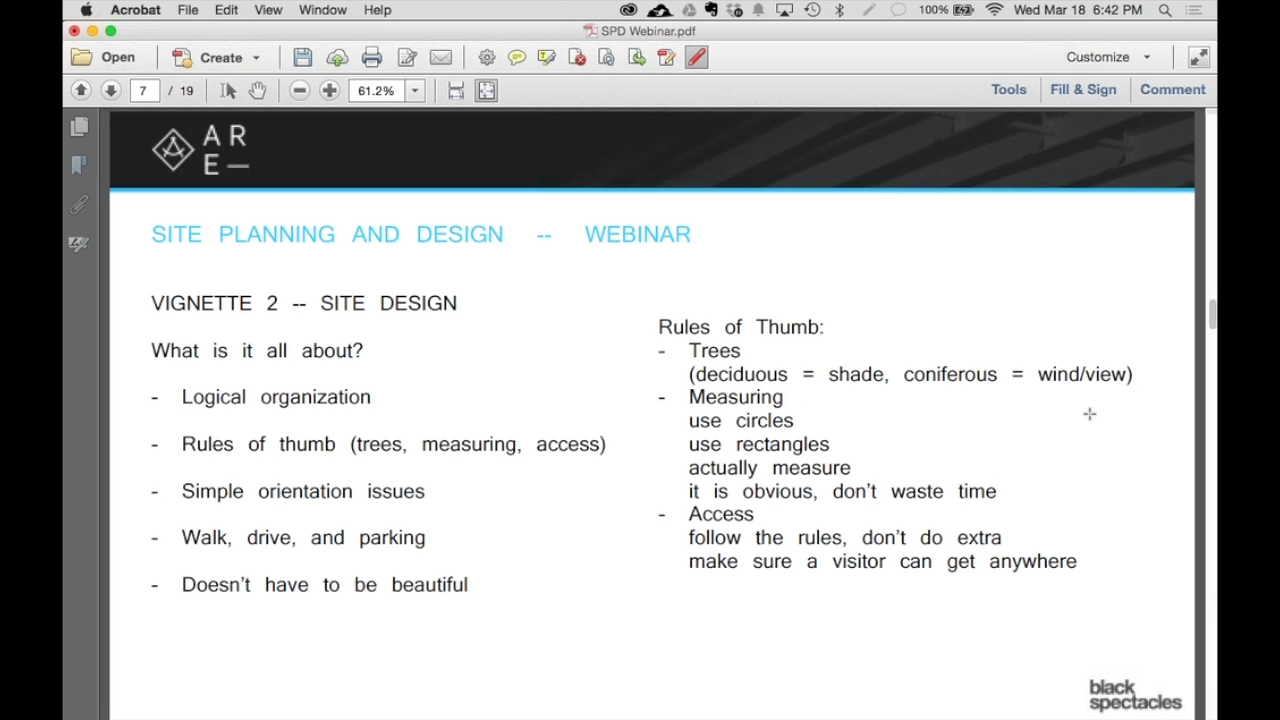 Acrobat File Edit View Window Help 100% Wed Mar 18 6:42 PM
SPD Webinar.pdf
Open Create Customize
7 / 19 61.2% Tools Fill & Sign Comment
A R
E —
SITE PLANNING AND DESIGN -- WEBINAR
VIGNETTE 2 -- SITE DESIGN
What is it all about?
- Logical organization
- Rules of thumb (trees, measuring, access)
- Simple orientation issues
- Walk, drive, and parking
- Doesn't have to be beautiful
Rules of Thumb:
- Trees
(deciduous = shade, coniferous = wind/view)
- Measuring
use circles
use rectangles
actually measure
it is obvious, don't waste time
- Access
follow the rules, don't do extra
make sure a visitor can get anywhere
black
spectacles